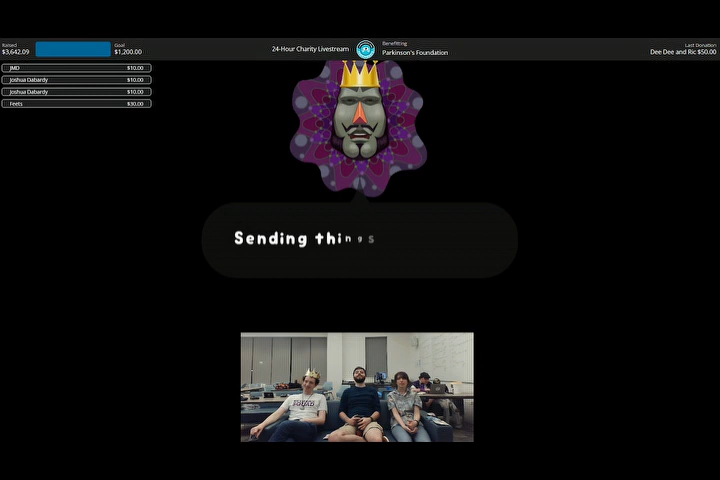 Raised
$3,642.09
Goal
$1,200.00
24-Hour Charity Livestream
Benefitting
Parkinson's Foundation
Last Donation
Dee Dee and Ric $50.00
JMD $10.00
Joshua Dabardy $10.00
Joshua Dabardy $10.00
Feets $30.00
Sending things